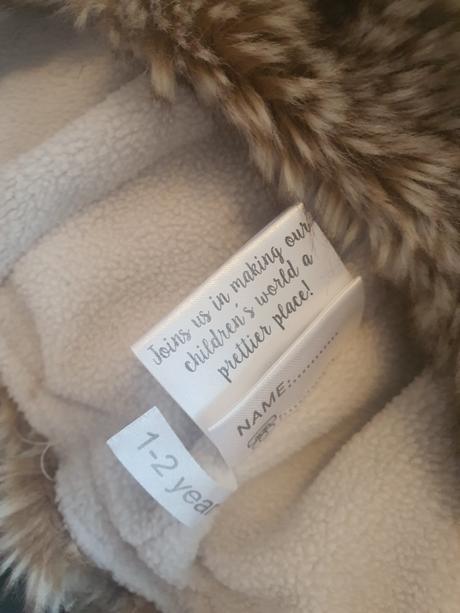 Joins us in making our
children's world a
prettier place!
NAME:...........
1-2 year